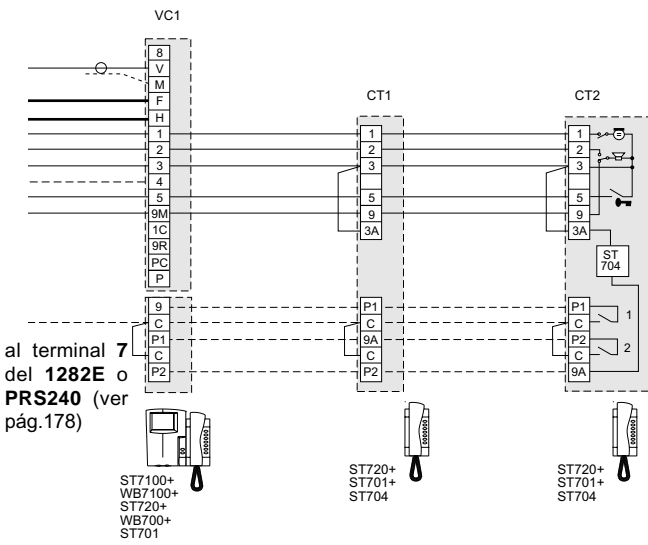 VC1
8
V
M
F
H
1
2
3
4
5
9M
1C
9R
PC
P
9
C
P1
C
P2
al terminal 7
del 1282E o
PRS240 (ver
pág.178)
ST7100+
WB7100+
ST720+
WB700+
ST701
CT1
1
2
3
5
9
3A
P1
C
9A
C
P2
ST720+
ST701+
ST704
CT2
1
2
3
5
9
3A
ST
704
P1
C
P2
C
9A
1
2
ST720+
ST701+
ST704